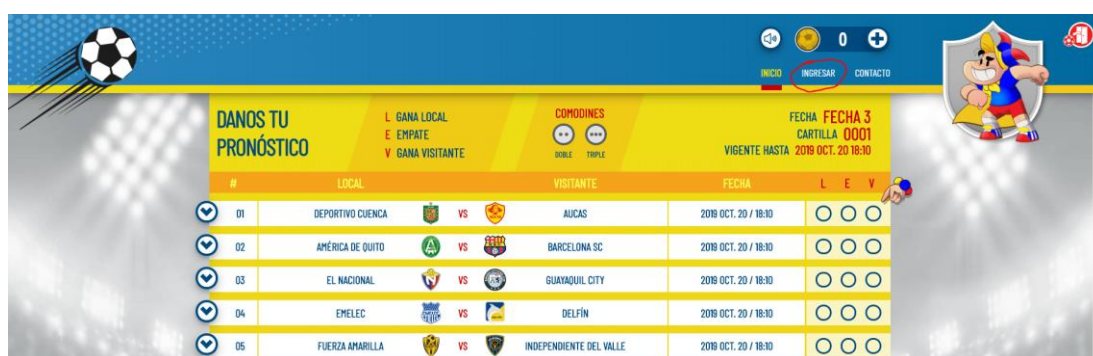 0
INICIO INGRESAR CONTACTO
DANOS TU
PRONÓSTICO
L GANA LOCAL
E EMPATE
V GANA VISITANTE
COMODINES
DOBLE TRIPLE
FECHA FECHA 3
CARTILLA 0001
VIGENTE HASTA 2019 OCT. 20 18:10
# LOCAL VISITANTE FECHA L E V
01 DEPORTIVO CUENCA VS AUCAS 2019 OCT. 20 / 18:10
02 AMÉRICA DE QUITO VS BARCELONA SC 2019 OCT. 20 / 18:10
03 EL NACIONAL VS GUAYAQUIL CITY 2019 OCT. 20 / 18:10
04 EMELEC VS DELFÍN 2019 OCT. 20 / 18:10
05 FUERZA AMARILLA VS INDEPENDIENTE DEL VALLE 2019 OCT. 20 / 18:10